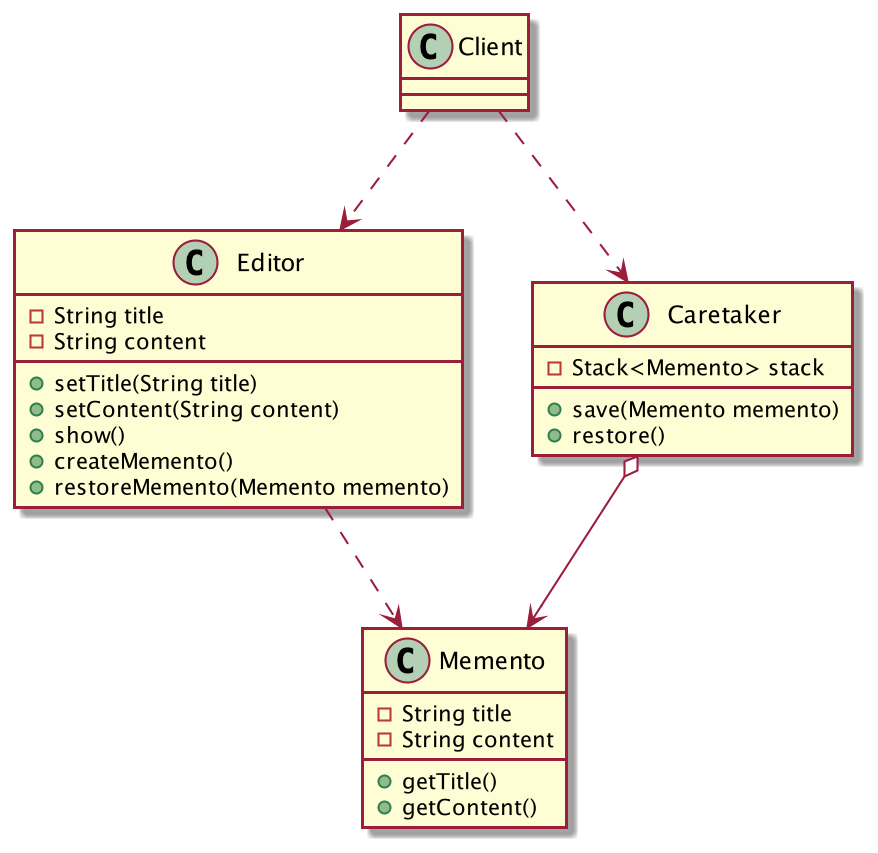 C Client
C Editor
String title
String content
setTitle(String title)
setContent(String content)
show()
createMemento()
restoreMemento(Memento memento)
C Caretaker
Stack<Memento> stack
save(Memento memento)
restore()
C Memento
String title
String content
getTitle()
getContent()